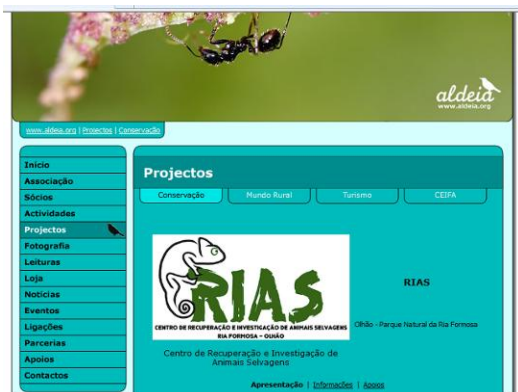 aldeia
www.aldeia.org
www.aldeia.org | Projectos | Conservação
Início
Associação
Sócios
Actividades
Projectos
Fotografia
Leituras
Loja
Notícias
Eventos
Ligações
Parcerias
Apoios
Contactos
Projectos
Conservação
Mundo Rural
Turismo
CEIFA
RIAS
CENTRO DE RECUPERAÇÃO E INVESTIGAÇÃO DE ANIMAIS SELVAGENS
RIA FORMOSA - OLHÃO
Centro de Recuperação e Investigação de
Animais Selvagens
RIAS
Olhão - Parque Natural da Ria Formosa
Apresentação | Informações | Apoios